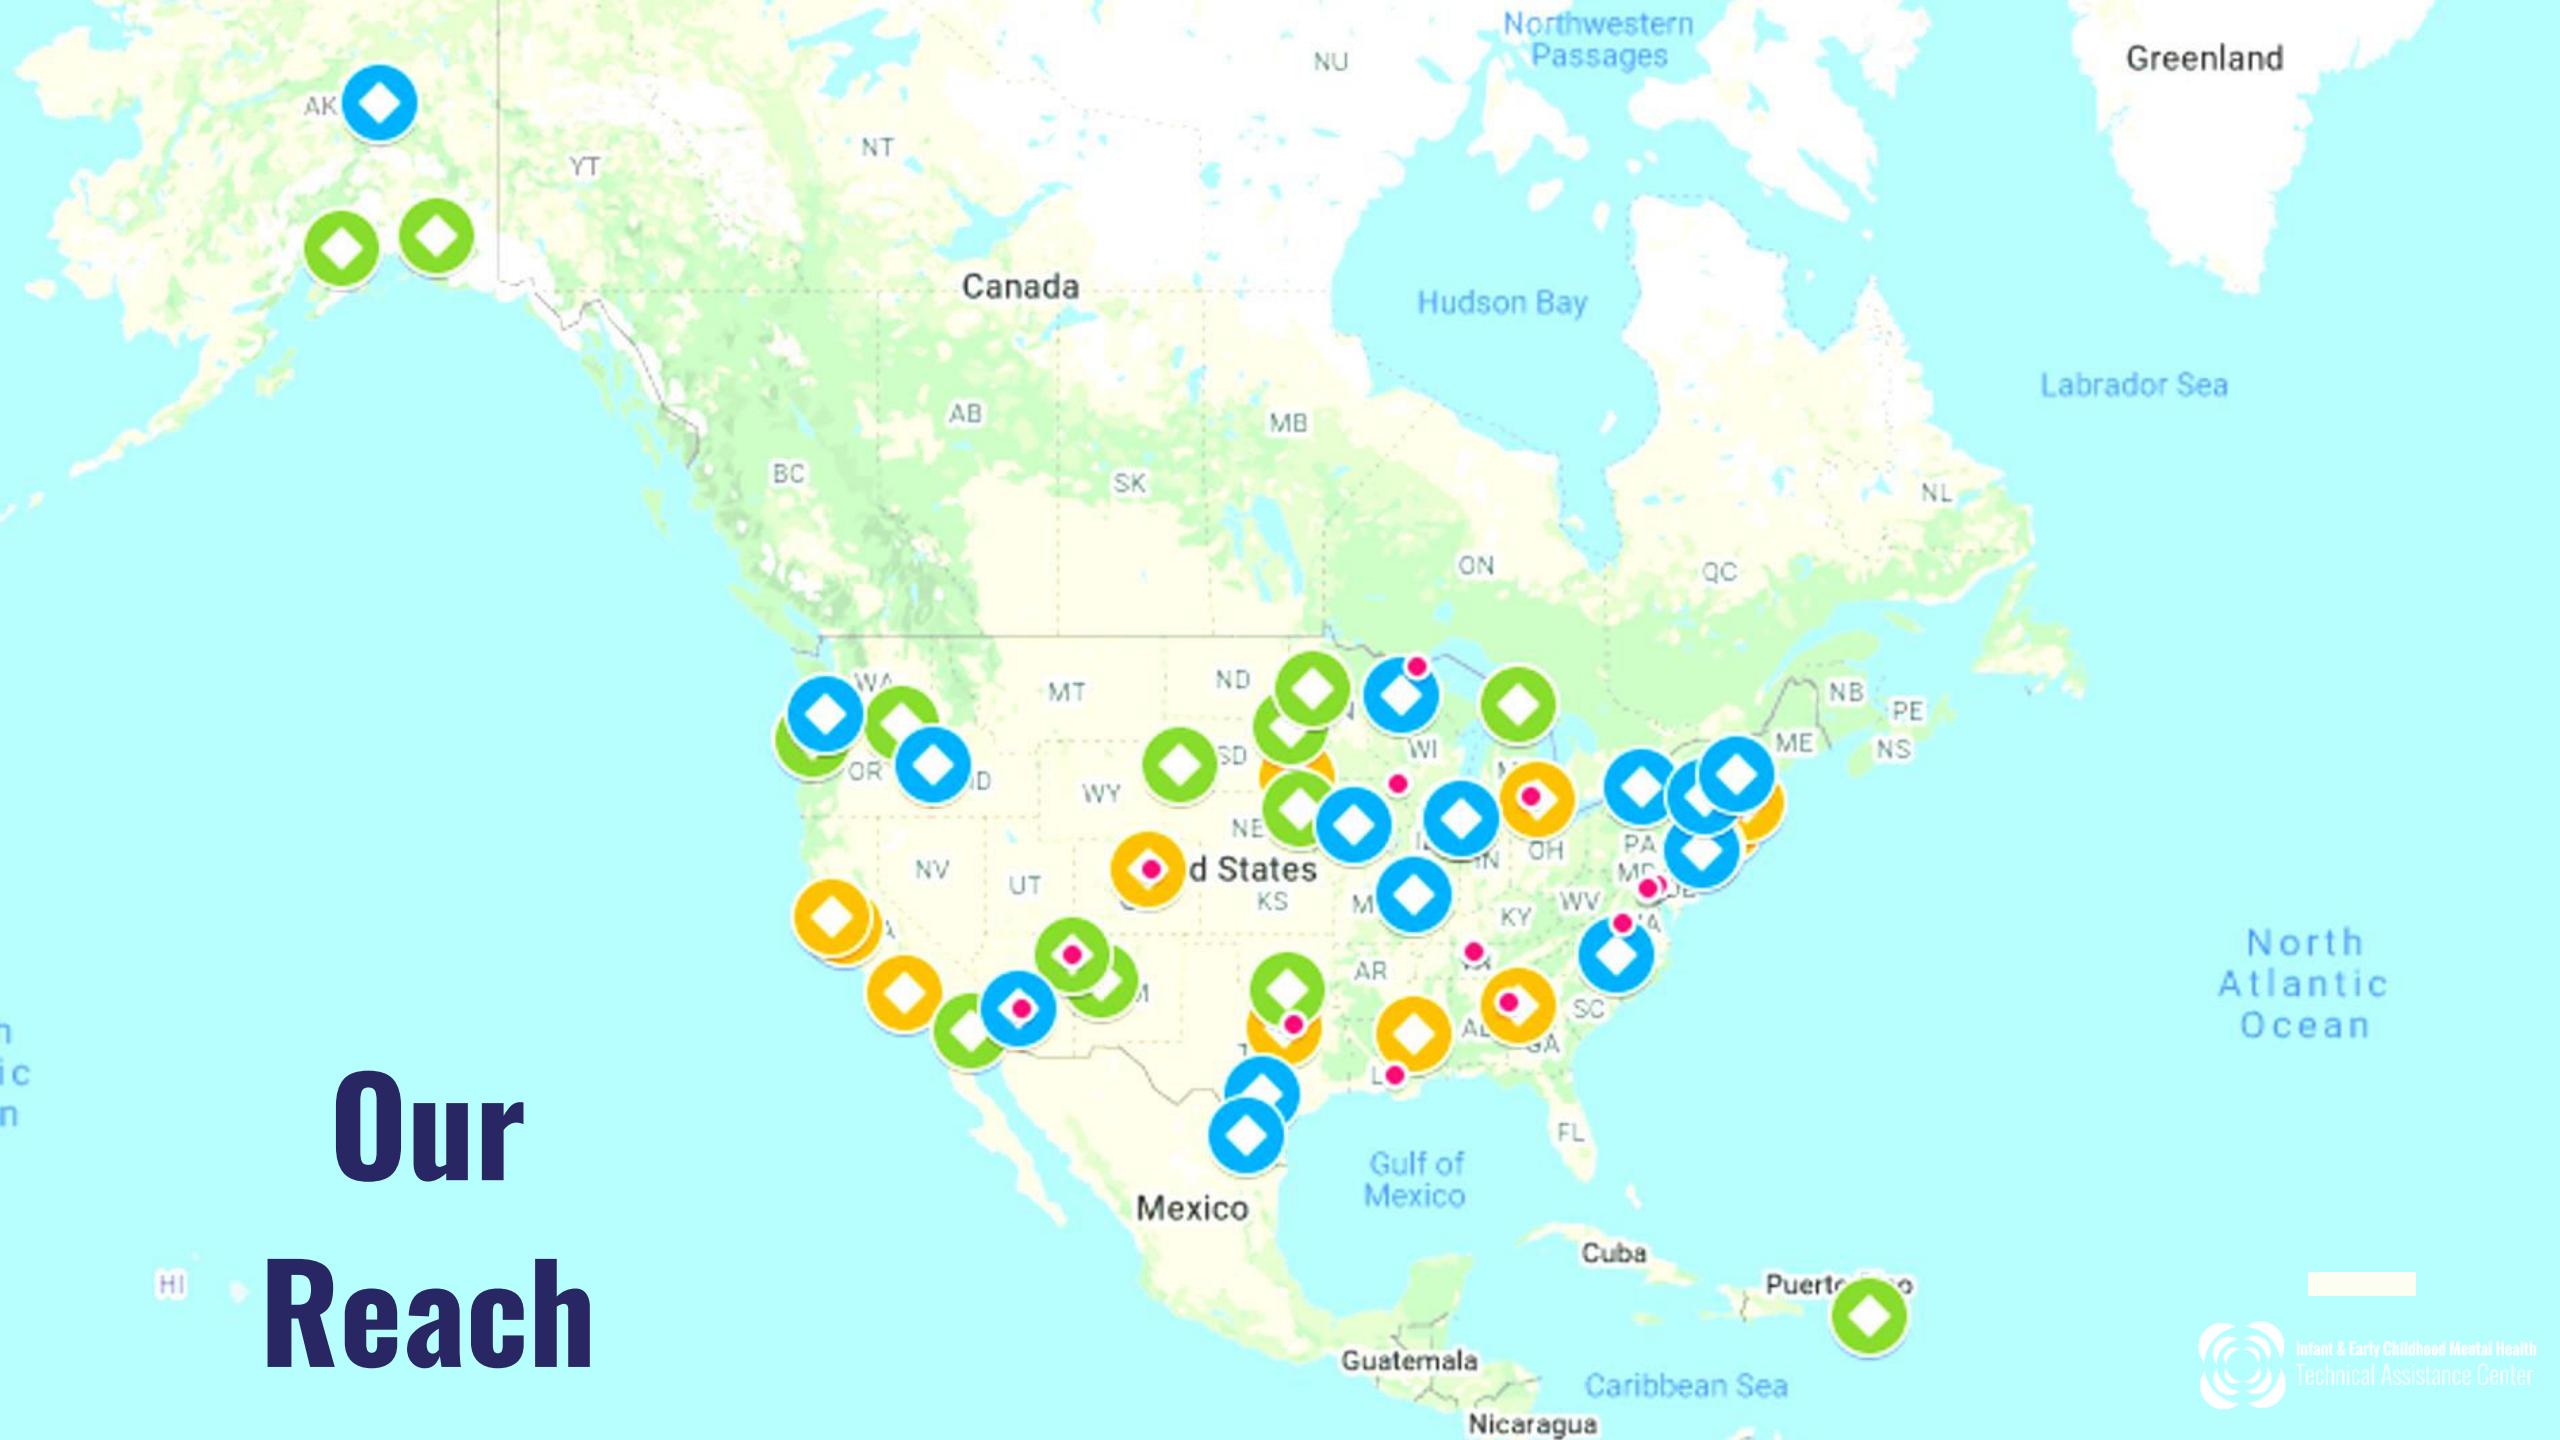 Northwestern
Passages
Greenland
NU
AK
NT
YT
Canada
Hudson Bay
Labrador Sea
AB
MB
BC
SK
NL
ON
QC
WA
MT
ND
NB
PE
WI
ME
NS
SD
OR
WY
NE
OH
PA
IN
NV
UT
d States
KS
WV
KY
AR
SC
AL
GA
North
Atlantic
Ocean
FL
Gulf of
Mexico
Mexico
Our
Reach
HI
Cuba
Guatemala
Caribbean Sea
Nicaragua
Infant & Early Childhood Mental Health
Technical Assistance Center